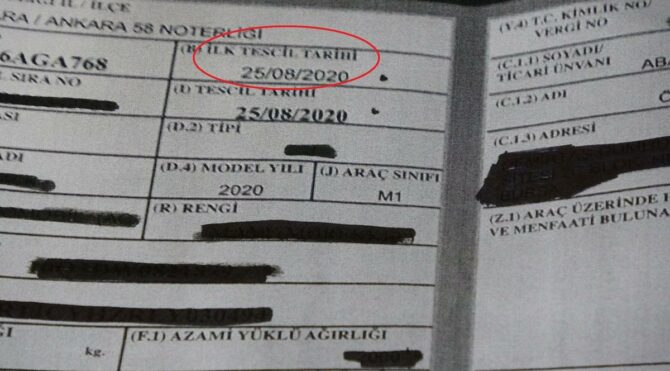 İL / İLÇE
RA / ANKARA 58 NOTERLİĞİ
6AGA768
(B) İLK TESCİL TARİHİ
25/08/2020
SIRA NO
(I) TESCİL TARİHİ
25/08/2020
(D.2) TİPİ
(D.4) MODEL YILI
2020
(J) ARAÇ SINIFI
M1
(R) RENGİ
kg.
(F.1) AZAMİ YÜKLÜ AĞIRLIĞI
(Y.4) T.C. KİMLİK NO/
VERGİ NO
(C.1.1) SOYADI/
TİCARİ ÜNVANI
ABA
(C.1.2) ADI
(C.1.3) ADRESİ
(Z.1) ARAÇ ÜZERİNDE
VE MENFAATİ BULUNA